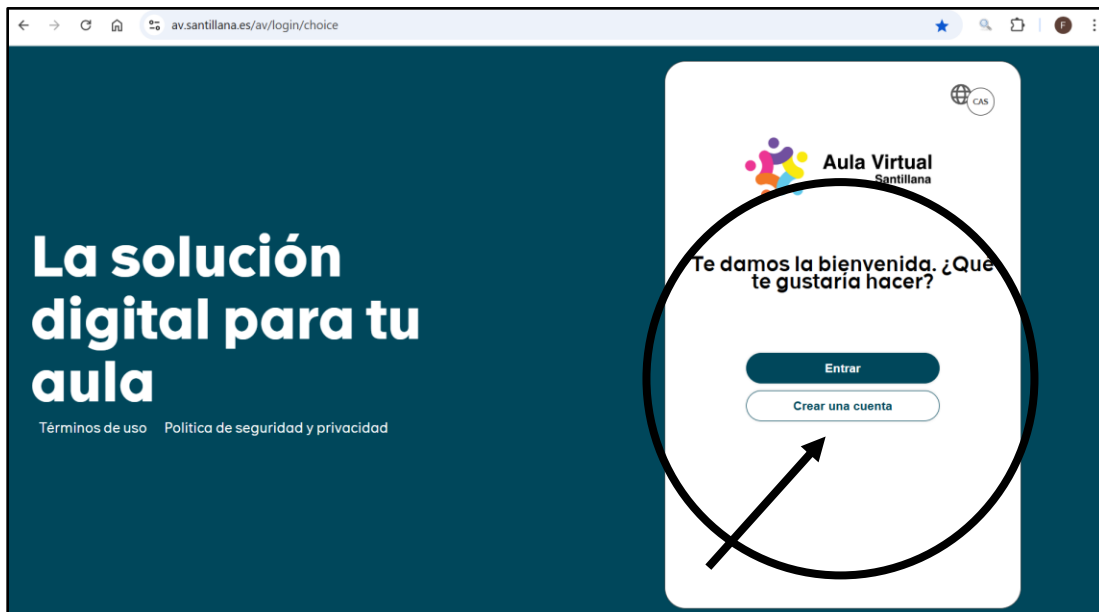 av.santillana.es/av/login/choice
F
CAS
Aula Virtual
Santillana
La solución
digital para tu
aula
Términos de uso Política de seguridad y privacidad
Te damos la bienvenida. ¿Qué
te gustaría hacer?
Entrar
Crear una cuenta